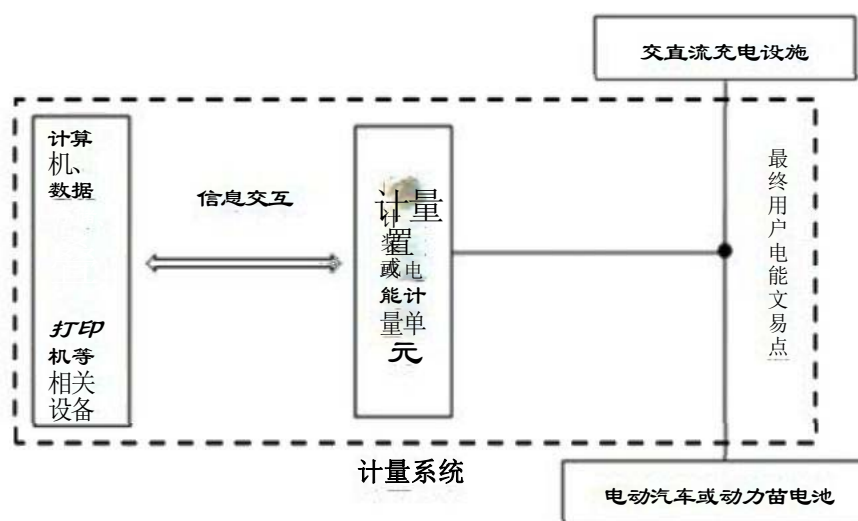 交直流充电设施
计算
机、
数据
打印
机等
相关
设备
信息交互
计量
计
置
装
或电
能计
量单
元
最终用户电能文易点
计量系统
电动汽车或动力苗电池